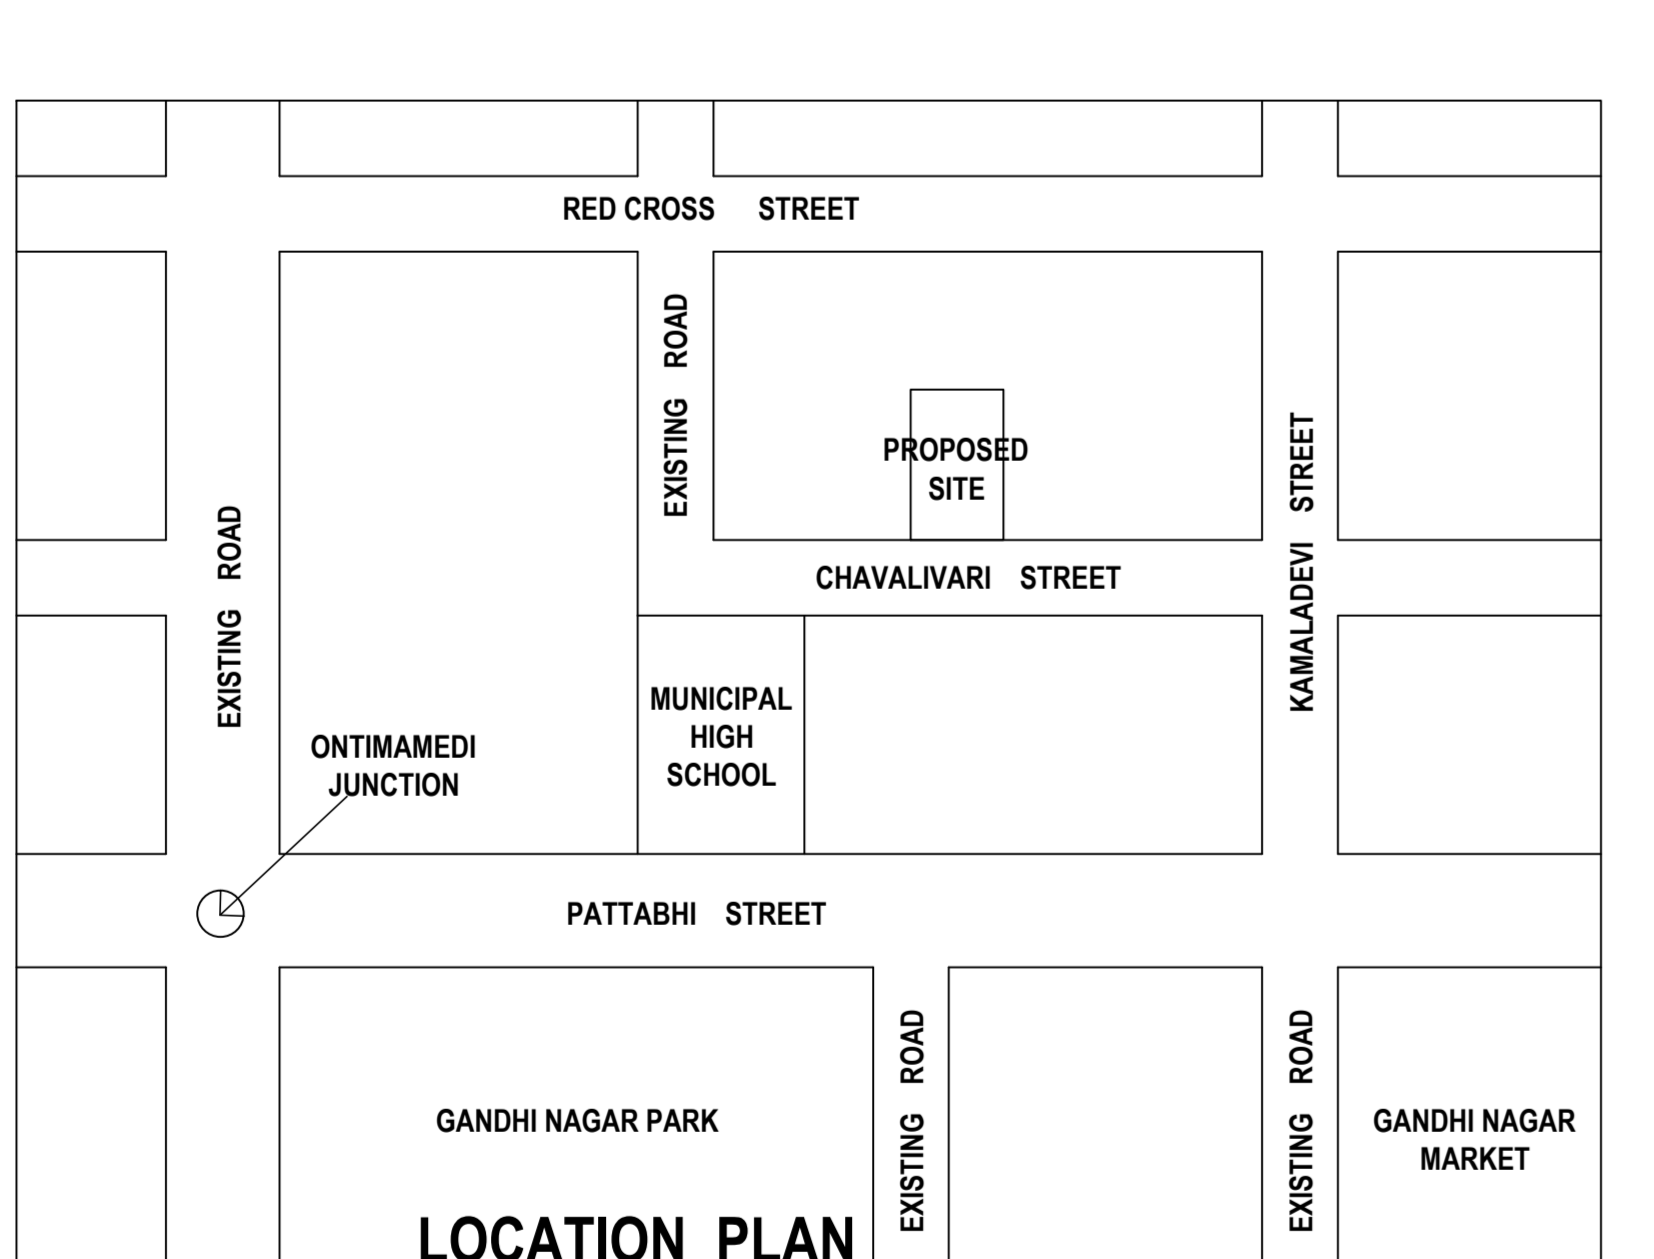 RED CROSS STREET
EXISTING ROAD
PROPOSED
SITE
KAMALADEVI STREET
EXISTING ROAD
CHAVALIVARI STREET
MUNICIPAL
HIGH
SCHOOL
ONTIMAMEDI
JUNCTION
PATTABHI STREET
EXISTING ROAD
EXISTING ROAD
GANDHI NAGAR PARK
GANDHI NAGAR
MARKET
LOCATION PLAN